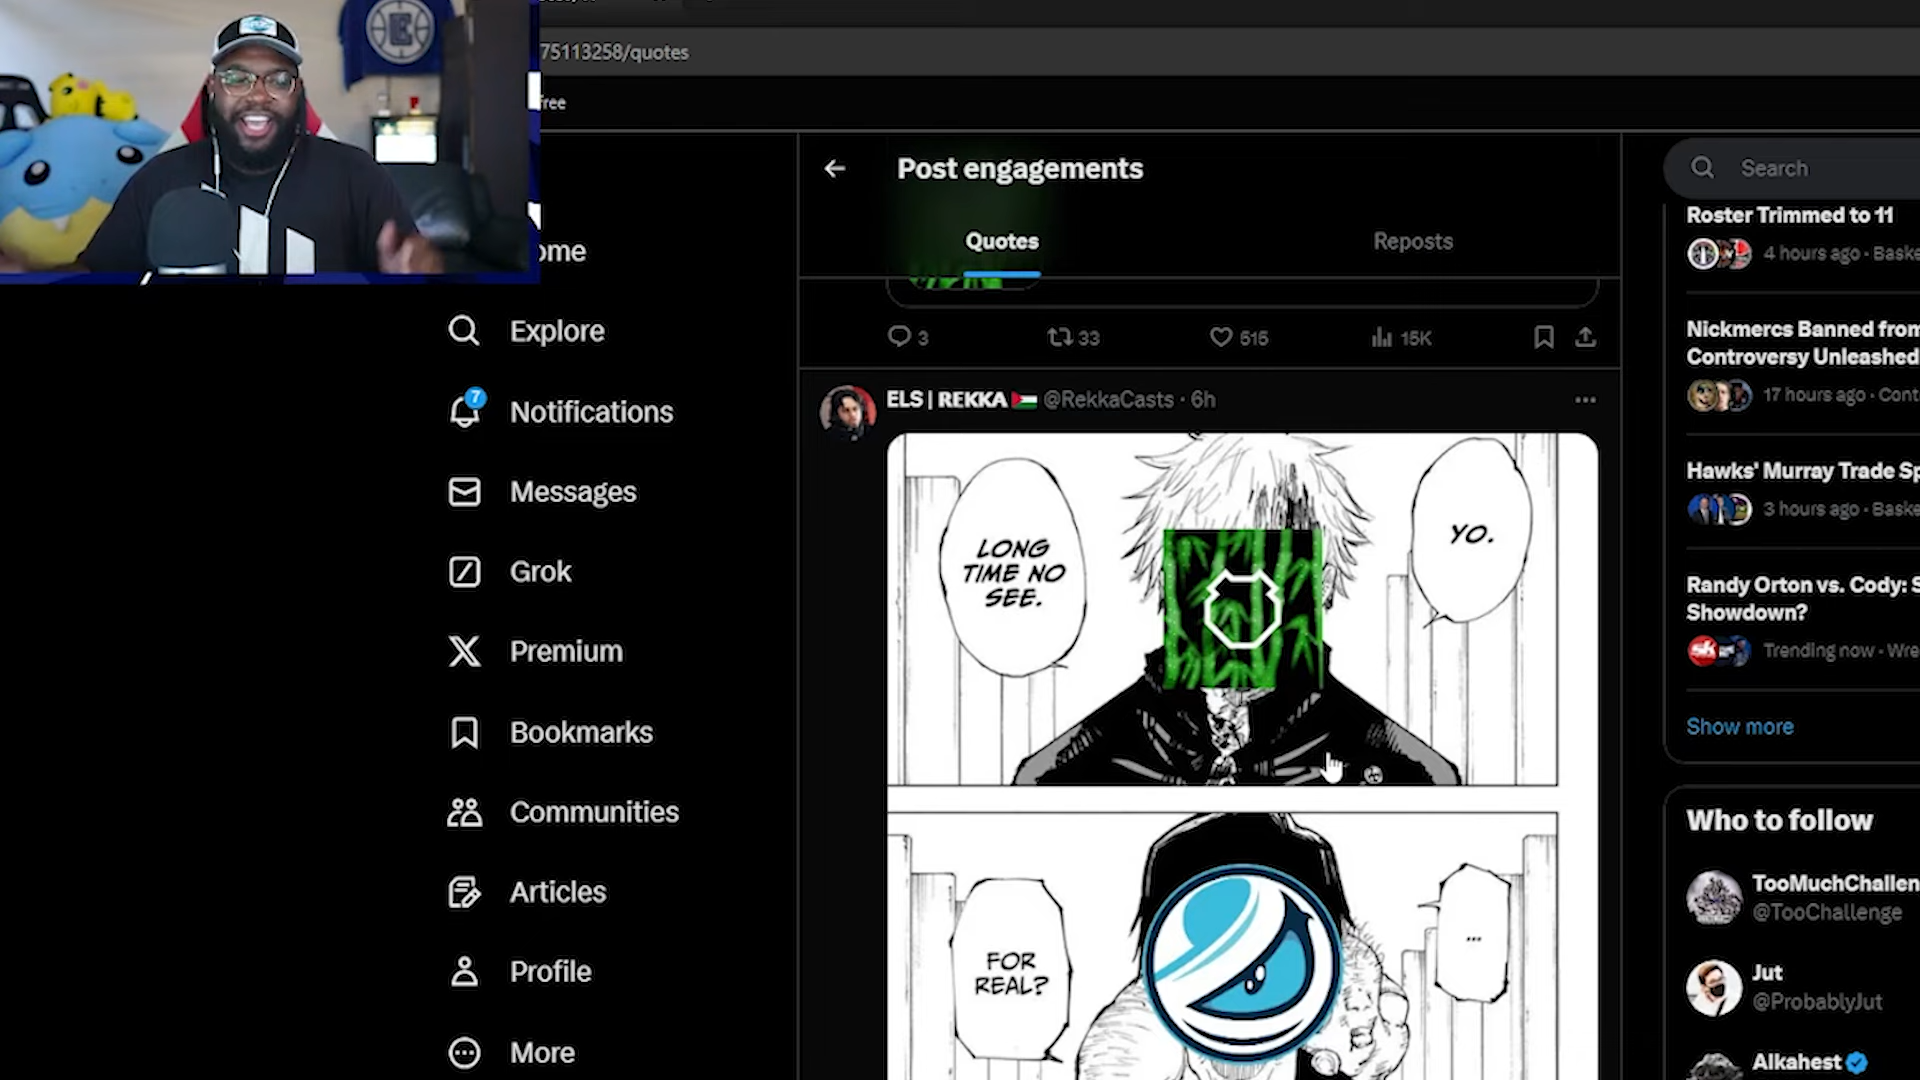 75113258/quotes
free
ome
Explore
7
Notifications
Messages
Grok
Premium
Bookmarks
Communities
Articles
Profile
More
Post engagements
Quotes
Reposts
3
33
515
15K
ELS | REKKA @RekkaCasts · 6h
YO.
LONG
TIME NO
SEE.
...
FOR
REAL?
Search
Roster Trimmed to 11
4 hours ago · Baske
Nickmercs Banned from
Controversy Unleashed
17 hours ago · Cont
Hawks' Murray Trade Sp
3 hours ago · Baske
Randy Orton vs. Cody: S
Showdown?
Trending now · Wre
Show more
Who to follow
TooMuchChallen
@TooChallenge
Jut
@ProbablyJut
Alkahest